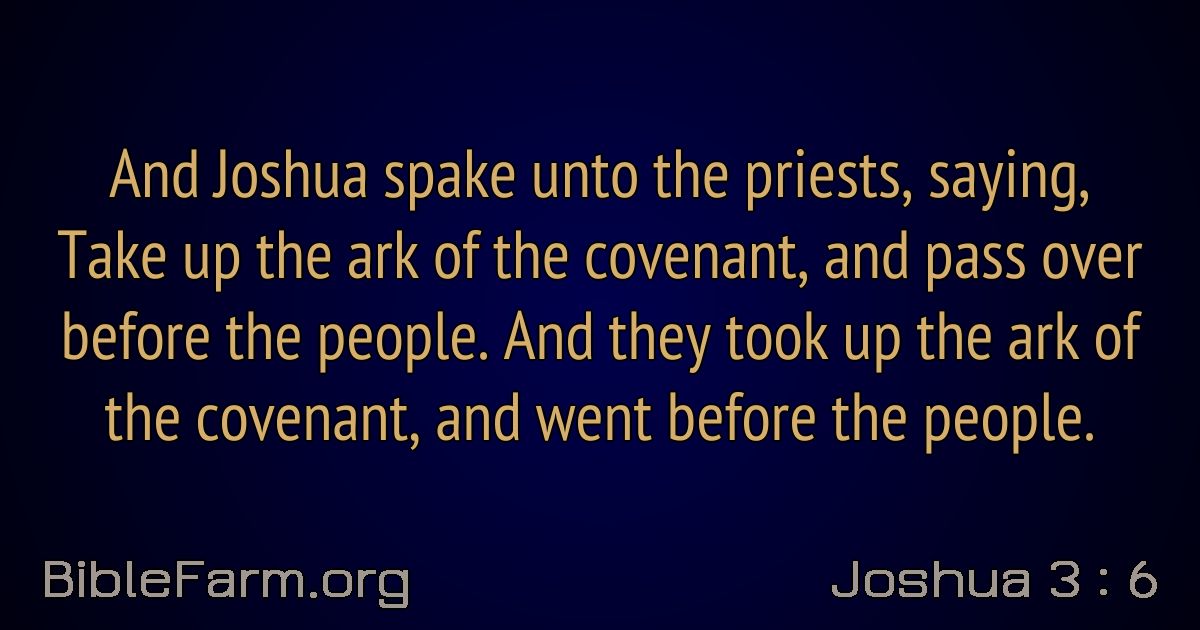 And Joshua spake unto the priests, saying,
Take up the ark of the covenant, and pass over
before the people. And they took up the ark of
the covenant, and went before the people.
BibleFarm.org
Joshua 3 : 6